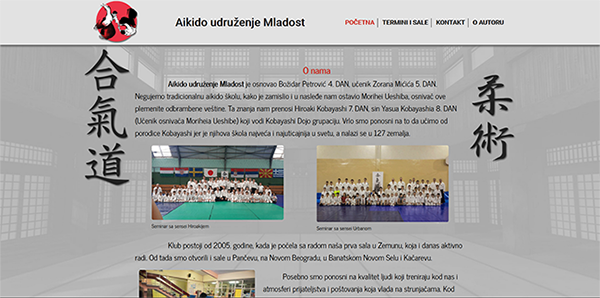 Aikido udruženje Mladost
POČETNA
TERMINI I SALE
KONTAKT
O AUTORU
合氣道
柔術
O nama
Aikido udruženje Mladost je osnovao Božidar Petrović 4. DAN, učenik Zorana Mićića 5. DAN.
Negujemo tradicionalnu aikido školu, kako je zamislio i u nasleđe nam ostavio Morihei Ueshiba, osnivač ove
plemenite odbrambene veštine. Ta znanja nam prenosi Hiroaki Kobayashi 7. DAN, sin Yasua Kobayashia 8. DAN
(Učenik osnivača Moriheia Ueshibe) koji vodi Kobayashi Dojo grupaciju. Vrlo smo ponosni na to da učimo od
porodice Kobayashi jer je njihova škola najveća i najuticajnija u svetu, a nalazi se u 127 zemalja.
Seminar sa sensei Hiroakijem
Seminar sa sensei Urbanom
Klub postoji od 2005. godine, kada je počela sa radom naša prva sala u Zemunu, koja i danas aktivno
radi. Od tada smo otvorili i sale u Pančevu, na Novom Beogradu, u Banatskom Novom Selu i Kačarevu.
Posebno smo ponosni na kvalitet ljudi koji treniraju kod nas i
atmosferi prijateljstva i poštovanja koja vlada na strunjačama. Kod